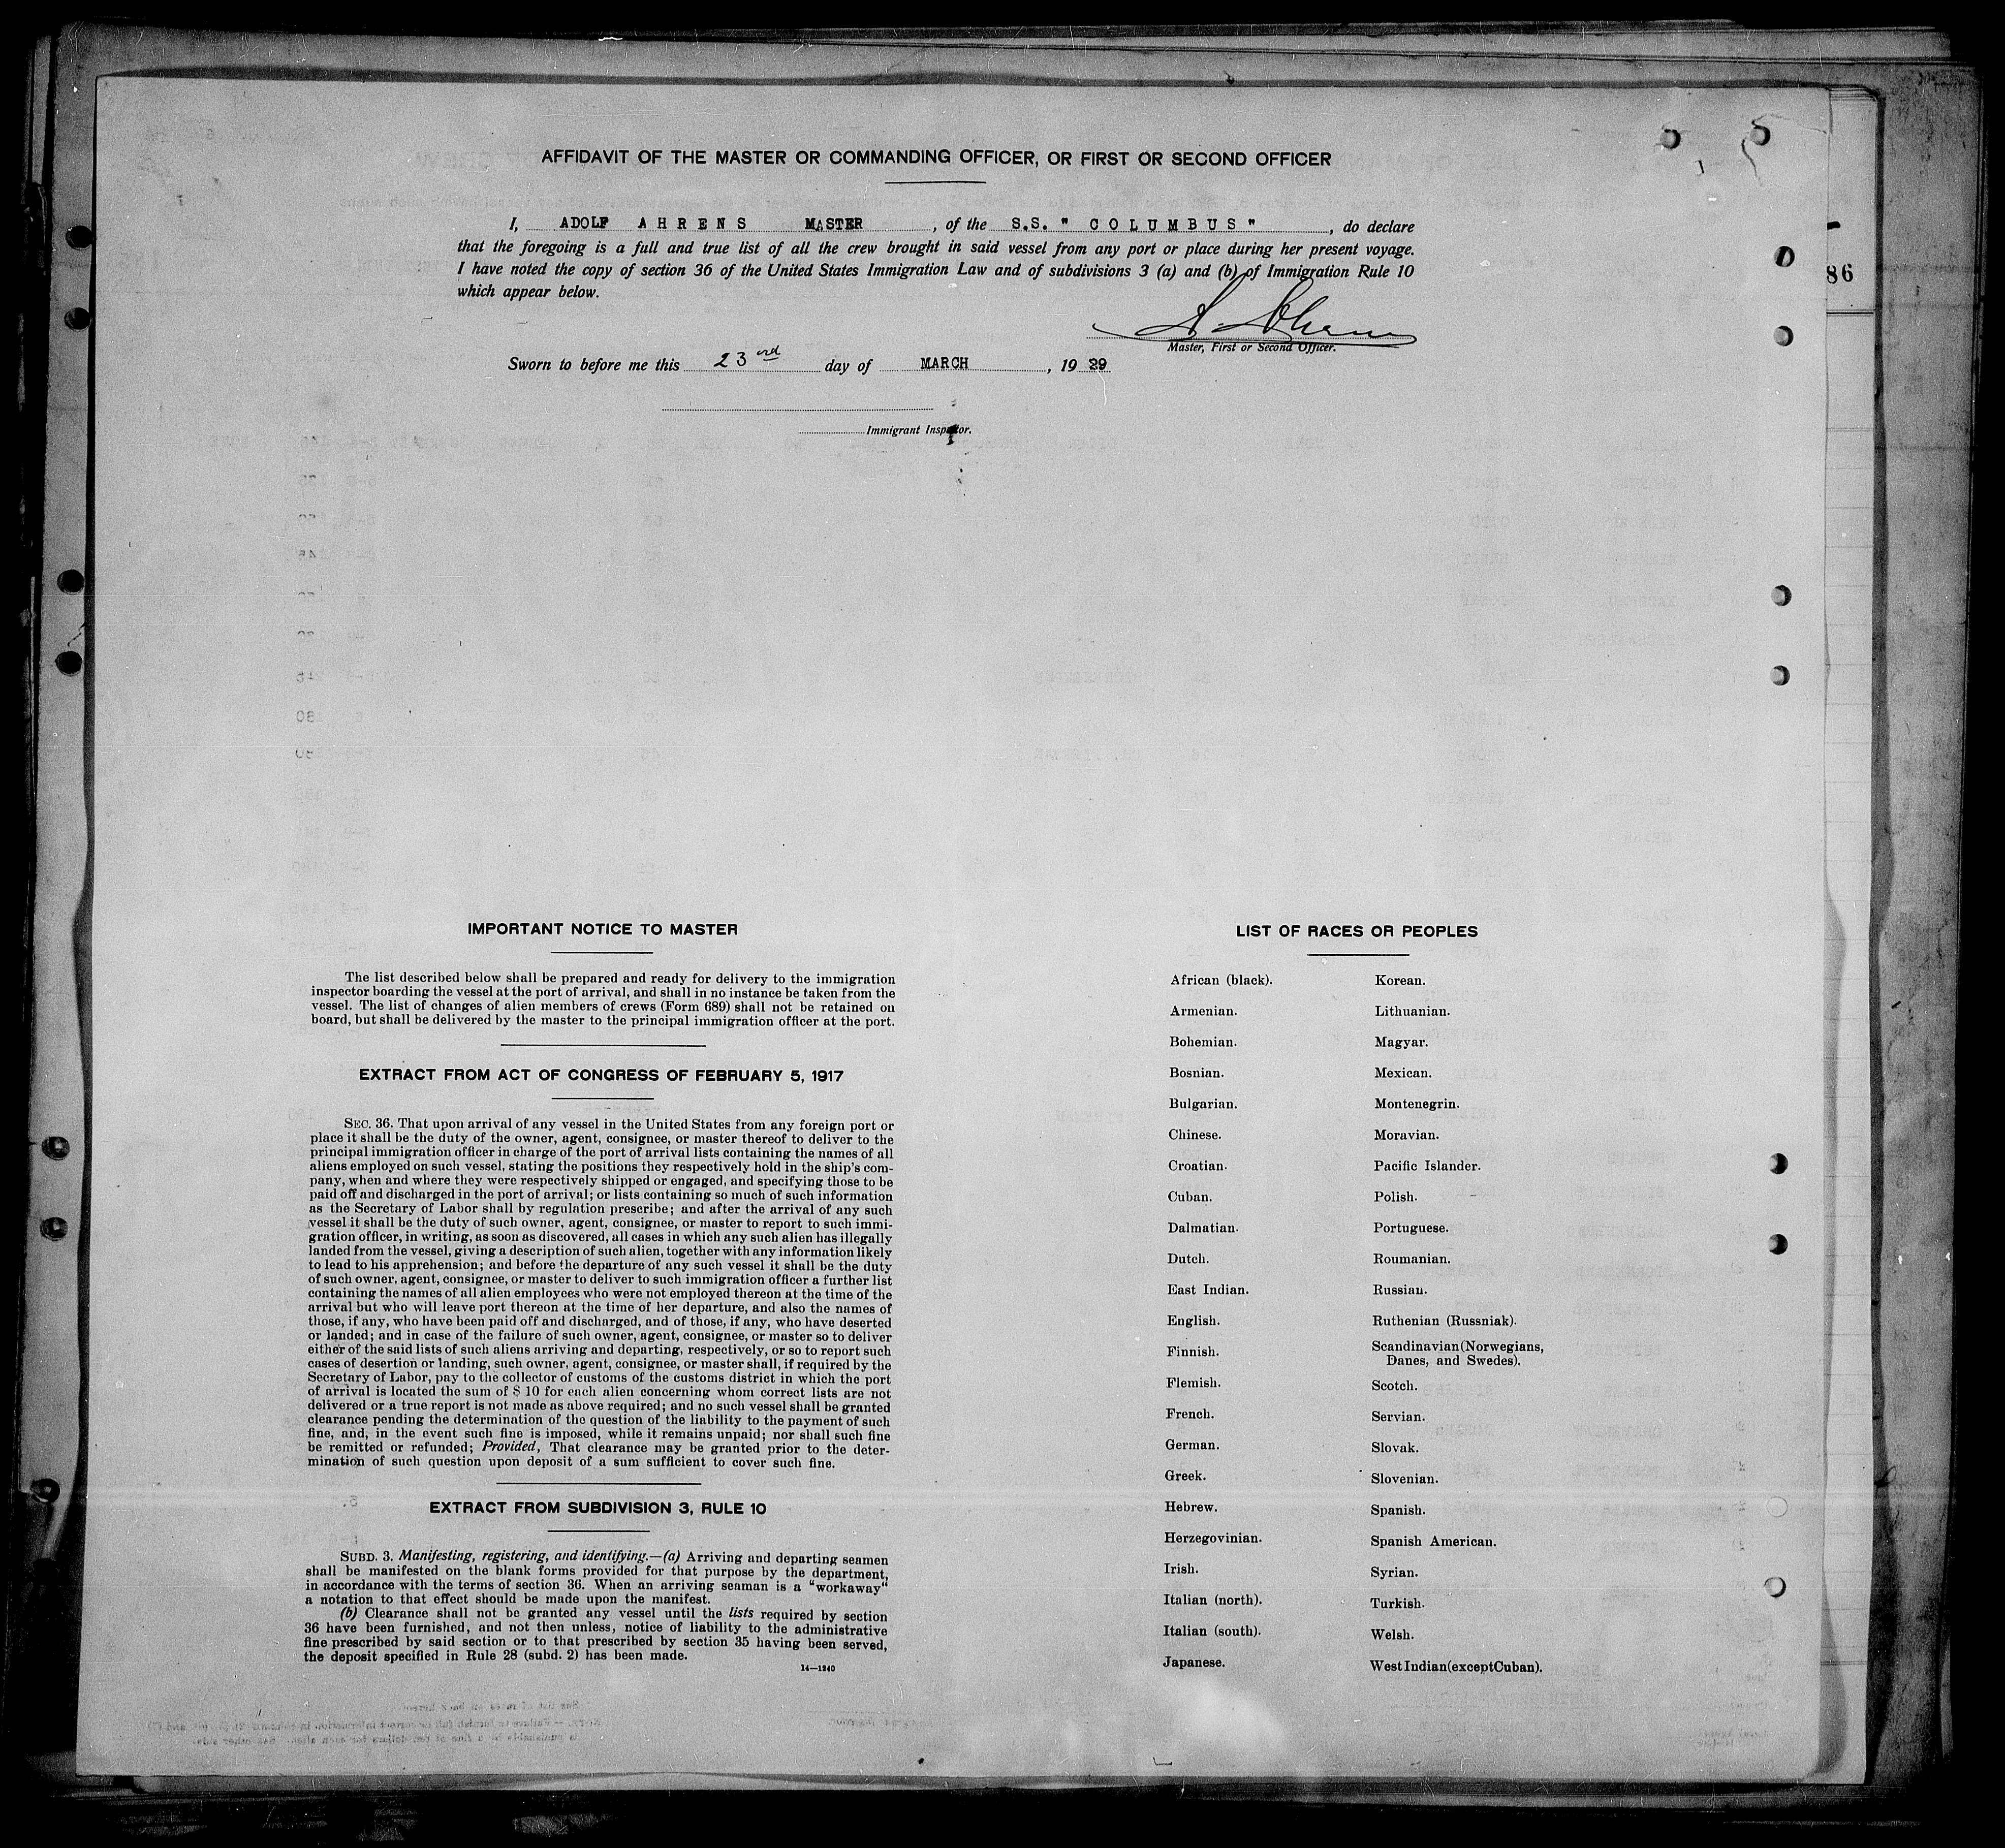 AFFIDAVIT OF THE MASTER OR COMMANDING OFFICER, OR FIRST OR SECOND OFFICER
I, ADOLF AHRENS MASTER, of the S.S. " COLUMBUS ", do declare
that the foregoing is a full and true list of all the crew brought in said vessel from any port or place during her present voyage.
I have noted the copy of section 36 of the United States Immigration Law and of subdivisions 3 (a) and (b) of Immigration Rule 10
which appear below.
A. Ahrens
Master, First or Second Officer.
Sworn to before me this 23rd day of MARCH, 19
Immigrant Inspector.
86
IMPORTANT NOTICE TO MASTER
The list described below shall be prepared and ready for delivery to the immigration
inspector boarding the vessel at the port of arrival, and shall in no instance be taken from the
vessel. The list of changes of alien members of crews (Form 689) shall not be retained on
board, but shall be delivered by the master to the principal immigration officer at the port.
EXTRACT FROM ACT OF CONGRESS OF FEBRUARY 5, 1917
SEC. 36. That upon arrival of any vessel in the United States from any foreign port or
place it shall be the duty of the owner, agent, consignee, or master thereof to deliver to the
principal immigration officer in charge of the port of arrival lists containing the names of all
aliens employed on such vessel, stating the positions they respectively hold in the ship's com-
pany, when and where they were respectively shipped or engaged, and specifying those to be
paid off and discharged in the port of arrival; or lists containing so much of such information
as the Secretary of Labor shall by regulation prescribe; and after the arrival of any such
vessel it shall be the duty of such owner, agent, consignee, or master to report to such immi-
gration officer, in writing, as soon as discovered, all cases in which any such alien has illegally
landed from the vessel, giving a description of such alien, together with any information likely
to lead to his apprehension; and before the departure of any such vessel it shall be the duty
of such owner, agent, consignee, or master to deliver to such immigration officer a further list
containing the names of all alien employees who were not employed thereon at the time of the
arrival but who will leave port thereon at the time of her departure, and also the names of
those, if any, who have been paid off and discharged, and of those, if any, who have deserted
or landed; and in case of the failure of such owner, agent, consignee, or master so to deliver
either of the said lists of such aliens arriving and departing, respectively, or so to report such
cases of desertion or landing, such owner, agent, consignee, or master shall, if required by the
Secretary of Labor, pay to the collector of customs of the customs district in which the port
of arrival is located the sum of $ 10 for each alien concerning whom correct lists are not
delivered or a true report is not made as above required; and no such vessel shall be granted
clearance pending the determination of the question of the liability to the payment of such
fine, and, in the event such fine is imposed, while it remains unpaid; nor shall such fine
be remitted or refunded; Provided, That clearance may be granted prior to the deter-
mination of such question upon deposit of a sum sufficient to cover such fine.
EXTRACT FROM SUBDIVISION 3, RULE 10
SUBD. 3. Manifesting, registering, and identifying.—(a) Arriving and departing seamen
shall be manifested on the blank forms provided for that purpose by the department,
in accordance with the terms of section 36. When an arriving seaman is a "workaway"
a notation to that effect should be made upon the manifest.
(b) Clearance shall not be granted any vessel until the lists required by section
36 have been furnished, and not then unless, notice of liability to the administrative
fine prescribed by said section or to that prescribed by section 35 having been served,
the deposit specified in Rule 28 (subd. 2) has been made.
14—1240
LIST OF RACES OR PEOPLES
African (black).
Armenian.
Bohemian.
Bosnian.
Bulgarian.
Chinese.
Croatian.
Cuban.
Dalmatian.
Dutch.
East Indian.
English.
Finnish.
Flemish.
French.
German.
Greek.
Hebrew.
Herzegovinian.
Irish.
Italian (north).
Italian (south).
Japanese.
Korean.
Lithuanian.
Magyar.
Mexican.
Montenegrin.
Moravian.
Pacific Islander.
Polish.
Portuguese.
Roumanian.
Russian.
Ruthenian (Russniak).
Scandinavian (Norwegians,
Danes, and Swedes).
Scotch.
Servian.
Slovak.
Slovenian.
Spanish.
Spanish American.
Syrian.
Turkish.
Welsh.
West Indian (except Cuban).